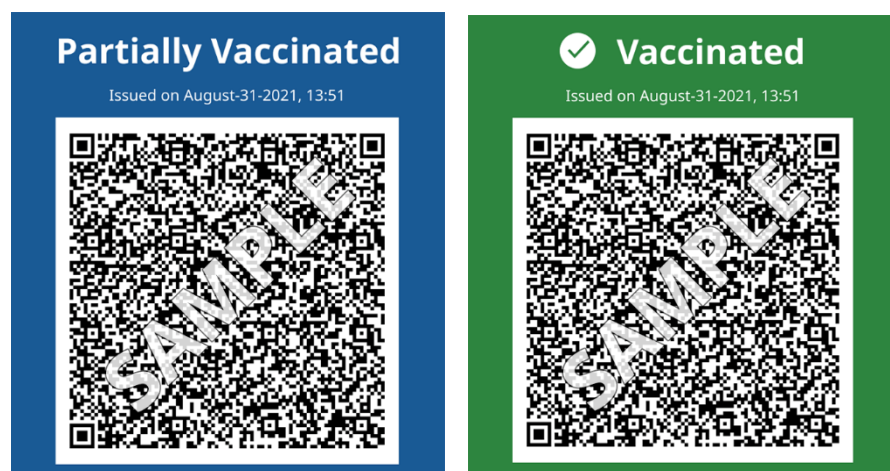 Partially Vaccinated
Issued on August-31-2021, 13:51
SAMPLE
Vaccinated
Issued on August-31-2021, 13:51
SAMPLE